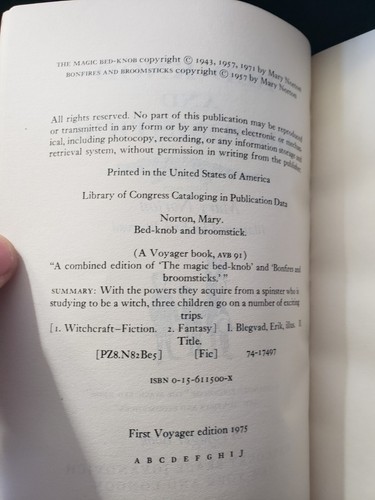 THE MAGIC BED-KNOB copyright © 1943, 1957, 1971 by Mary Norton
BONFIRES AND BROOMSTICKS copyright © 1957 by Mary Norton
All rights reserved. No part of this publication may be reproduced
or transmitted in any form or by any means, electronic or mechan-
ical, including photocopy, recording, or any information storage and
retrieval system, without permission in writing from the publisher.
Printed in the United States of America
Library of Congress Cataloging in Publication Data
Norton, Mary.
Bed-knob and broomstick.
(A Voyager book, AVB 91)
"A combined edition of 'The magic bed-knob' and 'Bonfires and
broomsticks.' "
SUMMARY: With the powers they acquire from a spinster who is
studying to be a witch, three children go on a number of exciting
trips.
[1. Witchcraft–Fiction. 2. Fantasy] I. Blegvad, Erik, illus. II.
Title.
[PZ8.N82Be5] [Fic] 74-17497
ISBN 0-15-611500-X
First Voyager edition 1975
A B C D E F G H I J